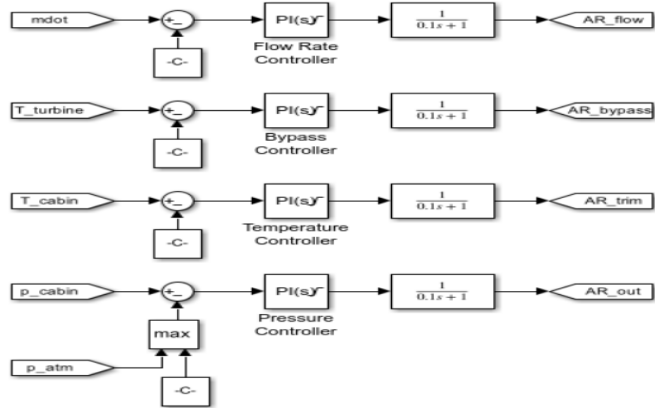 mdot
+
−
PI(s)
1
0.1s + 1
AR_flow
-C-
Flow Rate
Controller
T_turbine
+
−
PI(s)
1
0.1s + 1
AR_bypass
-C-
Bypass
Controller
T_cabin
+
−
PI(s)
1
0.1s + 1
AR_trim
-C-
Temperature
Controller
p_cabin
+
−
PI(s)
1
0.1s + 1
AR_out
max
Pressure
Controller
p_atm
-C-